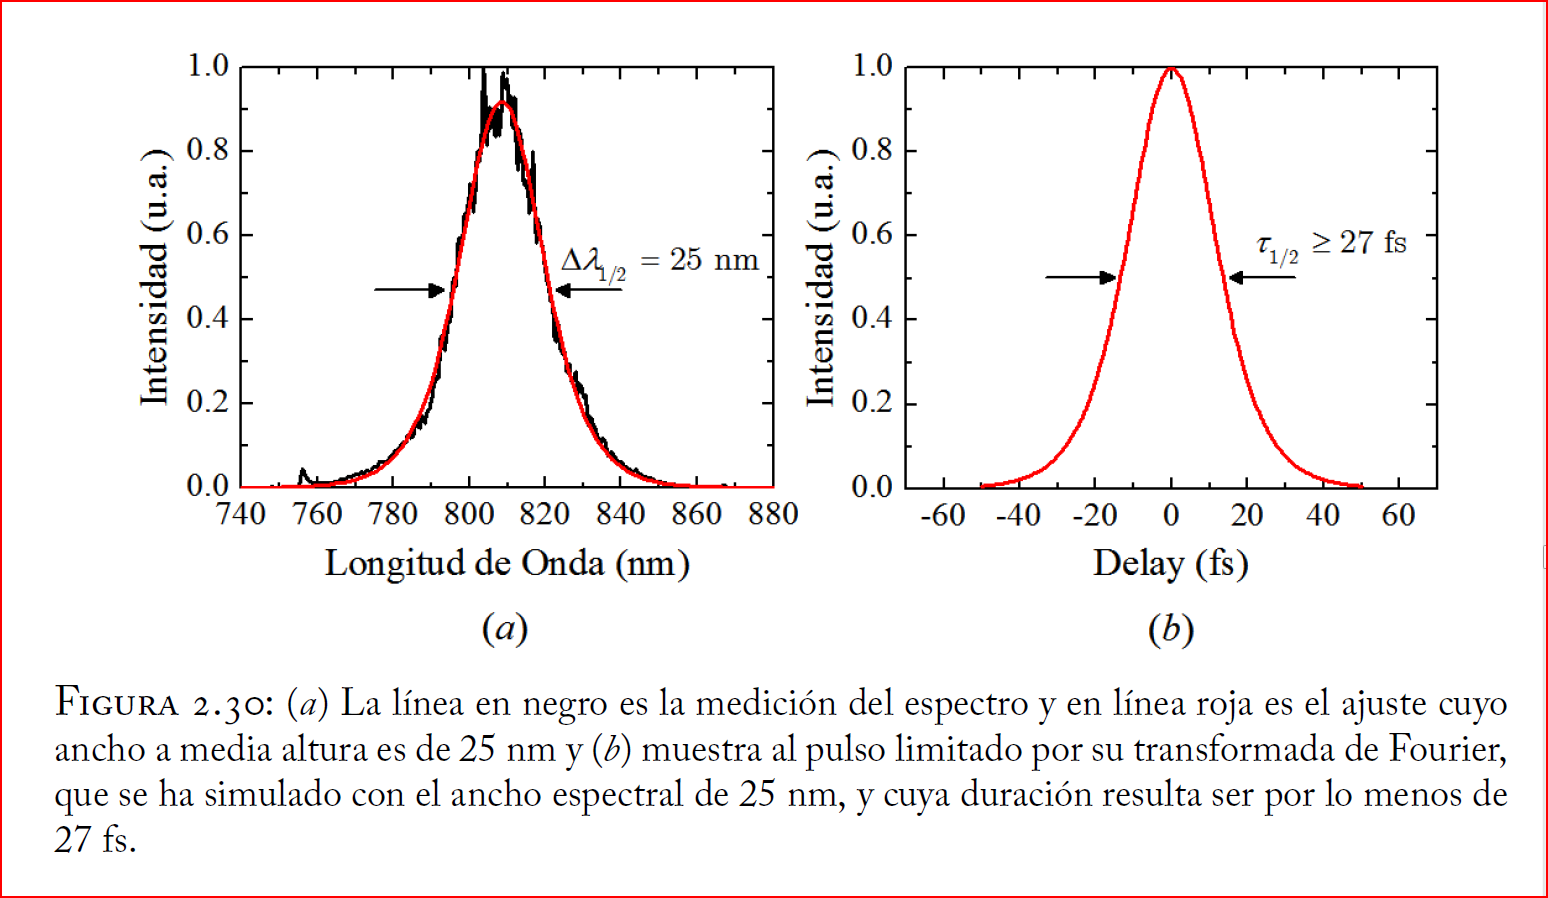 1.0
0.8
0.6
0.4
0.2
0.0
Intensidad (u.a.)
Δλ1/2 = 25 nm
740 760 780 800 820 840 860 880
Longitud de Onda (nm)
(a)
1.0
0.8
0.6
0.4
0.2
0.0
Intensidad (u.a.)
τ1/2 ≥ 27 fs
-60 -40 -20 0 20 40 60
Delay (fs)
(b)
Figura 2.30: (a) La línea en negro es la medición del espectro y en línea roja es el ajuste cuyo
ancho a media altura es de 25 nm y (b) muestra al pulso limitado por su transformada de Fourier,
que se ha simulado con el ancho espectral de 25 nm, y cuya duración resulta ser por lo menos de
27 fs.